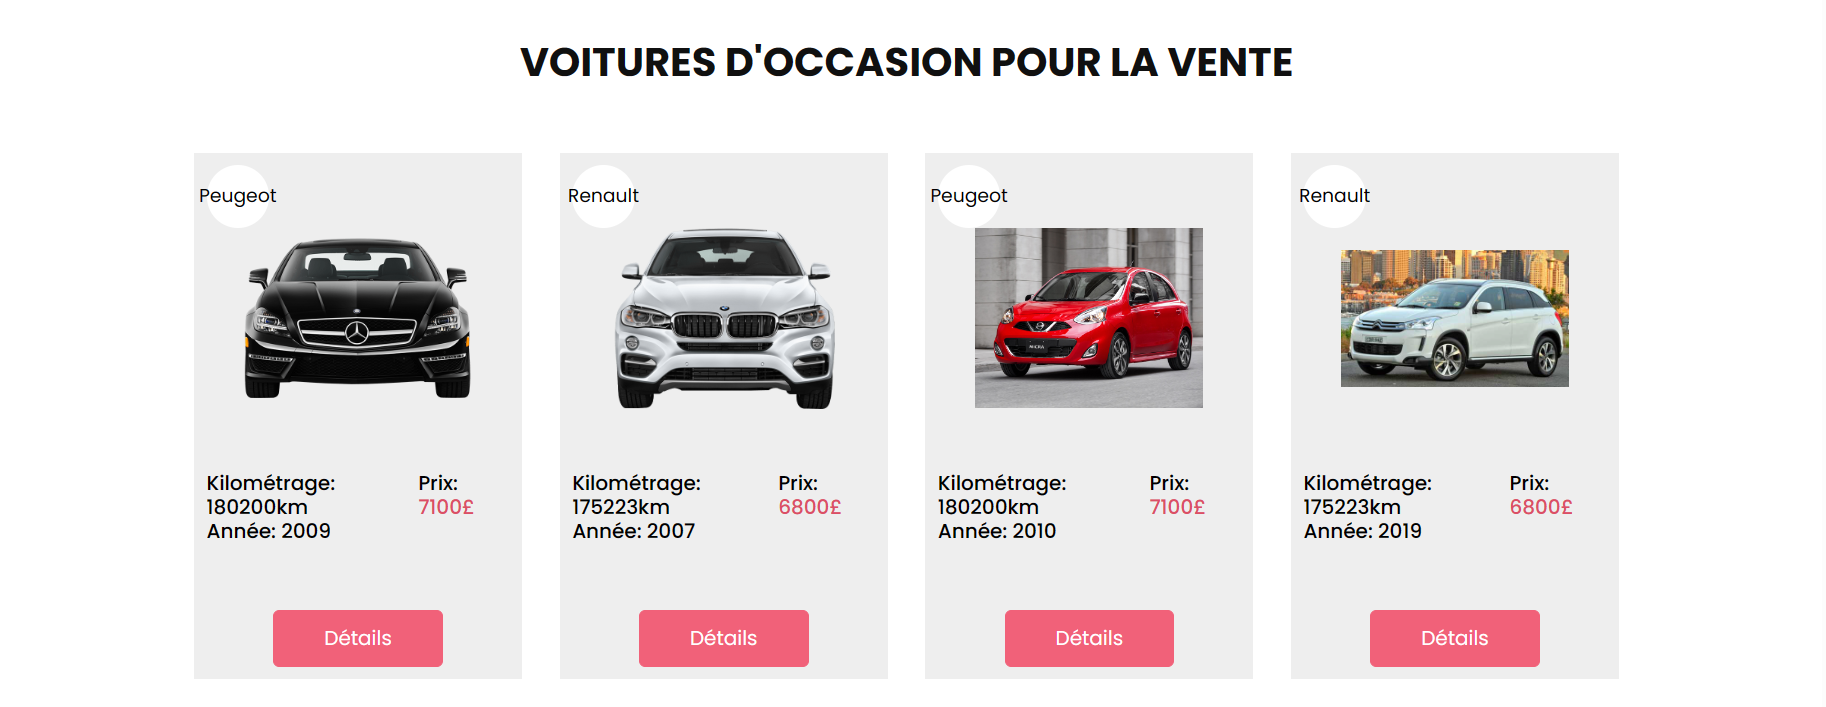 VOITURES D'OCCASION POUR LA VENTE
Peugeot
Kilométrage:
180200km
Année: 2009
Prix:
7100£
Détails
Renault
Kilométrage:
175223km
Année: 2007
Prix:
6800£
Détails
Peugeot
MICRA
Kilométrage:
180200km
Année: 2010
Prix:
7100£
Détails
Renault
Kilométrage:
175223km
Année: 2019
Prix:
6800£
Détails